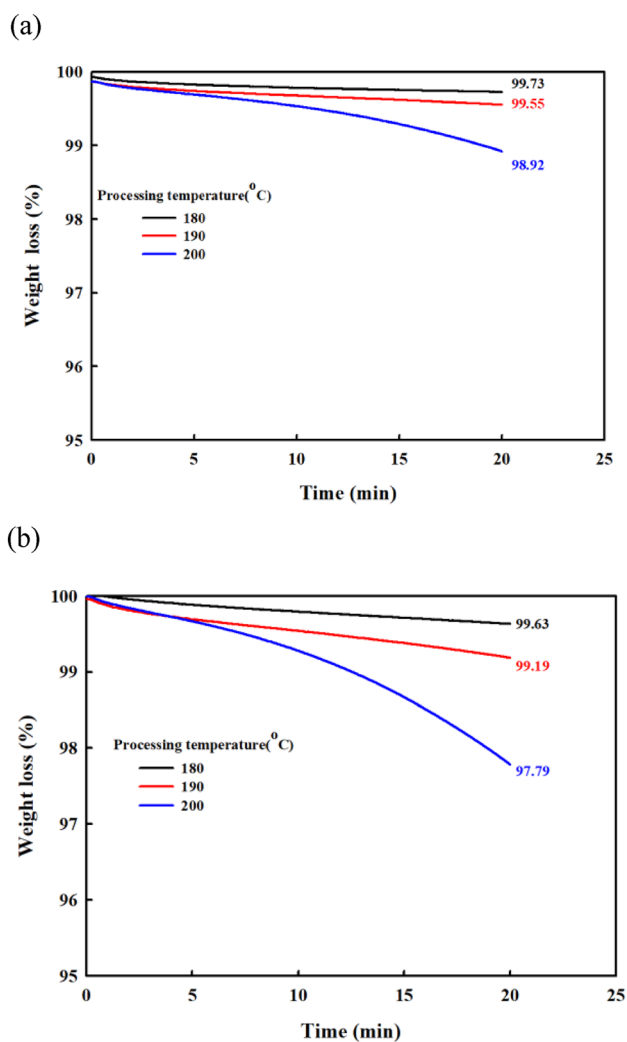 (a)
100
99
98
97
96
95
Weight loss (%)
99.73
99.55
98.92
Processing temperature(°C)
180
190
200
0 5 10 15 20 25
Time (min)
(b)
100
99
98
97
96
95
Weight loss (%)
99.63
99.19
97.79
Processing temperature(°C)
180
190
200
0 5 10 15 20 25
Time (min)